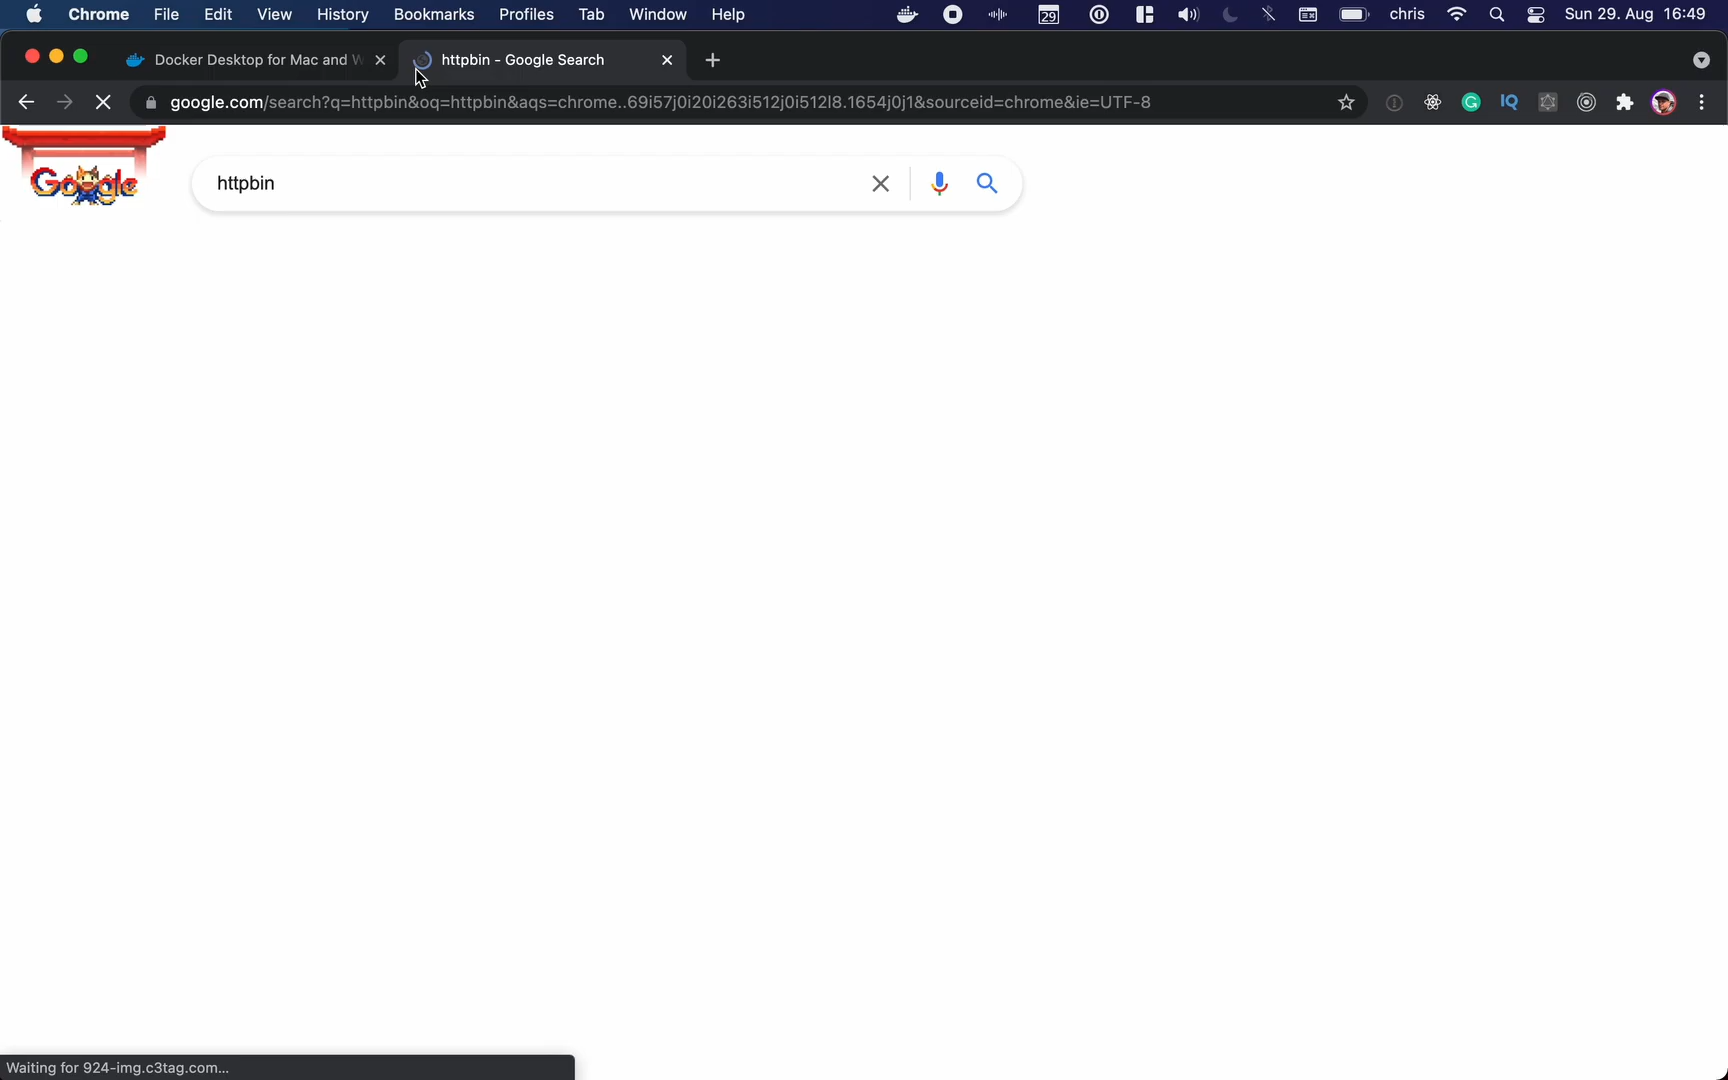 Chrome File Edit View History Bookmarks Profiles Tab Window Help 29 chris Sun 29. Aug 16:49
Docker Desktop for Mac and W httpbin - Google Search
google.com/search?q=httpbin&oq=httpbin&aqs=chrome..69i57j0i20i263i512j0i512l8.1654j0j1&sourceid=chrome&ie=UTF-8 IQ
Google
httpbin
Waiting for 924-img.c3tag.com...